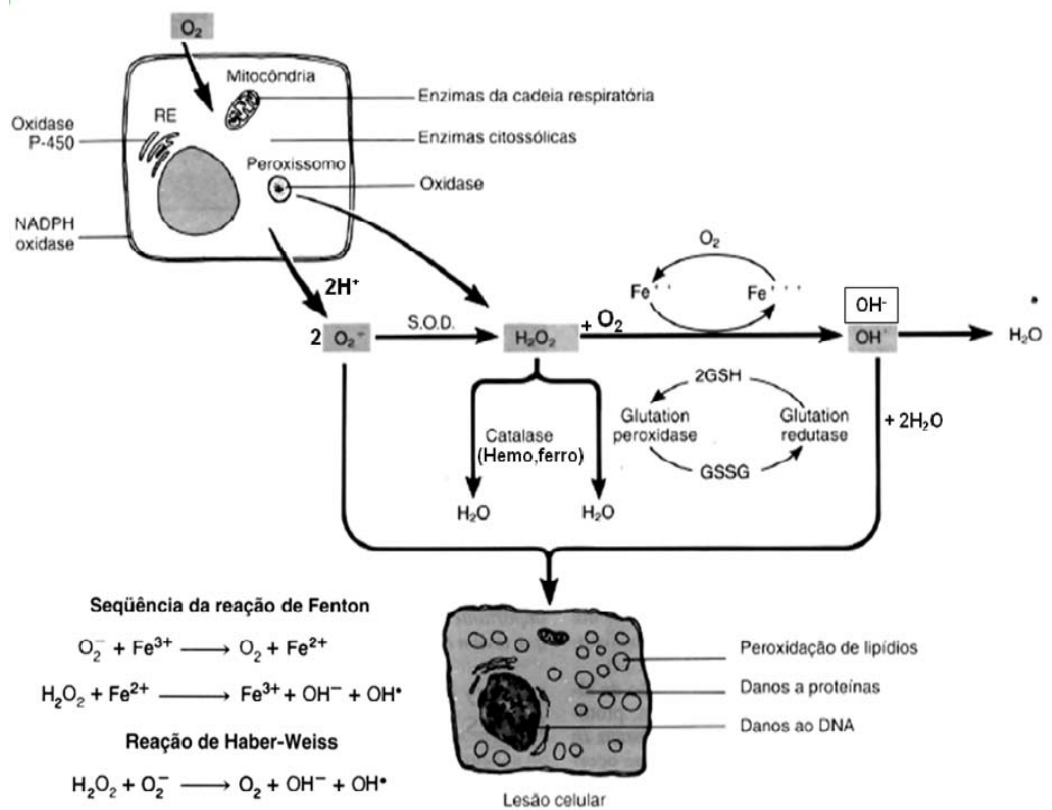 O₂
Mitocôndria
Enzimas da cadeia respiratória
RE
Oxidase
P-450
Enzimas citossólicas
Peroxissomo
Oxidase
NADPH
oxidase
2H⁺
O₂
Fe⁺⁺
Fe⁺⁺⁺
OH⁻
2 O₂⁻
S.O.D.
H₂O₂
+ O₂
OH˙
H₂O
2GSH
Glutation
peroxidase
Glutation
redutase
+ 2H₂O
Catalase
(Hemo,ferro)
GSSG
H₂O
H₂O
Seqüência da reação de Fenton
O₂⁻ + Fe³⁺ ⟶ O₂ + Fe²⁺
H₂O₂ + Fe²⁺ ⟶ Fe³⁺ + OH⁻ + OH•
Reação de Haber-Weiss
H₂O₂ + O₂⁻ ⟶ O₂ + OH⁻ + OH•
Peroxidação de lipídios
Danos a proteínas
Danos ao DNA
Lesão celular